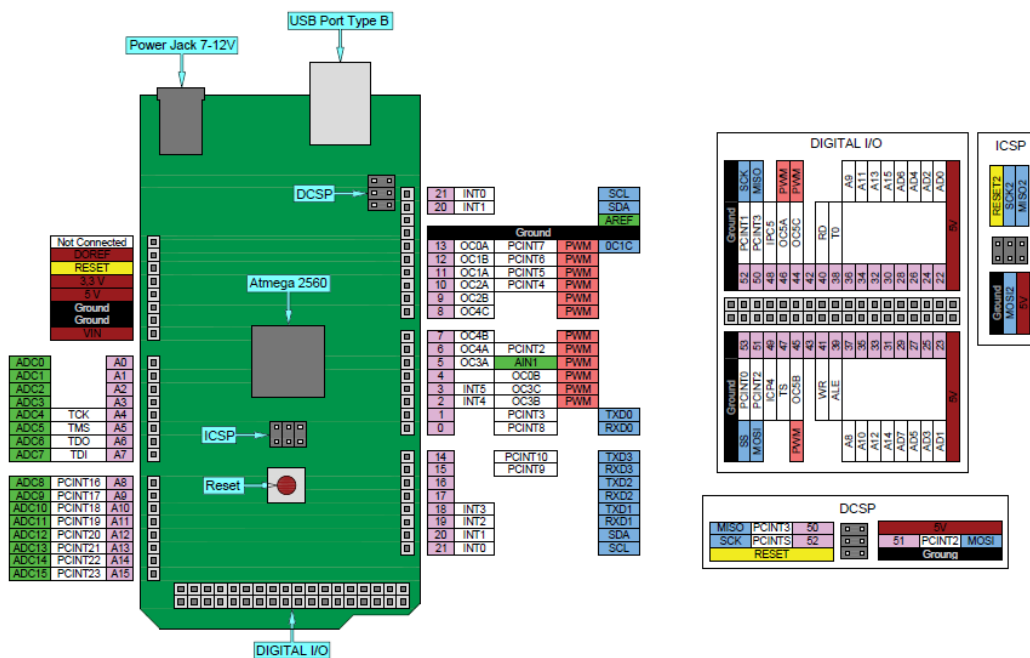 USB Port Type B
Power Jack 7-12V
DCSP
Atmega 2560
ICSP
Reset
DIGITAL I/O
Not Connected
DOREF
RESET
3,3 V
5 V
Ground
Ground
VIN
ADC0 A0
ADC1 A1
ADC2 A2
ADC3 A3
ADC4 TCK A4
ADC5 TMS A5
ADC6 TDO A6
ADC7 TDI A7
ADC8 PCINT16 A8
ADC9 PCINT17 A9
ADC10 PCINT18 A10
ADC11 PCINT19 A11
ADC12 PCINT20 A12
ADC13 PCINT21 A13
ADC14 PCINT22 A14
ADC15 PCINT23 A15
21 INT0 SCL
20 INT1 SDA
AREF
Ground
13 OC0A PCINT7 PWM 0C1C
12 OC1B PCINT6 PWM
11 OC1A PCINT5 PWM
10 OC2A PCINT4 PWM
9 OC2B PWM
8 OC4C PWM
7 OC4B PWM
6 OC4A PCINT2 PWM
5 OC3A AIN1 PWM
4 OC0B PWM
3 INT5 OC3C PWM
2 INT4 OC3B PWM
1 PCINT3 TXD0
0 PCINT8 RXD0
14 PCINT10 TXD3
15 PCINT9 RXD3
16 TXD2
17 RXD2
18 INT3 TXD1
19 INT2 RXD1
20 INT1 SDA
21 INT0 SCL
DIGITAL I/O
Ground
SCK PCINT1 52
MISO PCINT3 50
IPC5 48
PWM OC5A 46
PWM OC5C 44
42
RD 40
T0 38
A9 36
A11 34
A13 32
A15 30
AD6 28
AD4 26
AD2 24
AD0 22
5V
Ground
53 PCINT0 SS
51 PCINT2 MOSI
49 ICP4
47 TS
45 OC5B PWM
43
41 WR
39 ALE
37 A8
35 A10
33 A12
31 A14
29 AD7
27 AD5
25 AD3
23 AD1
5V
ICSP
RESET2
SCK2
MISO2
Ground
MOSI2
5V
DCSP
MISO PCINT3 50
SCK PCINTS 52
RESET
5V
51 PCINT2 MOSI
Groung